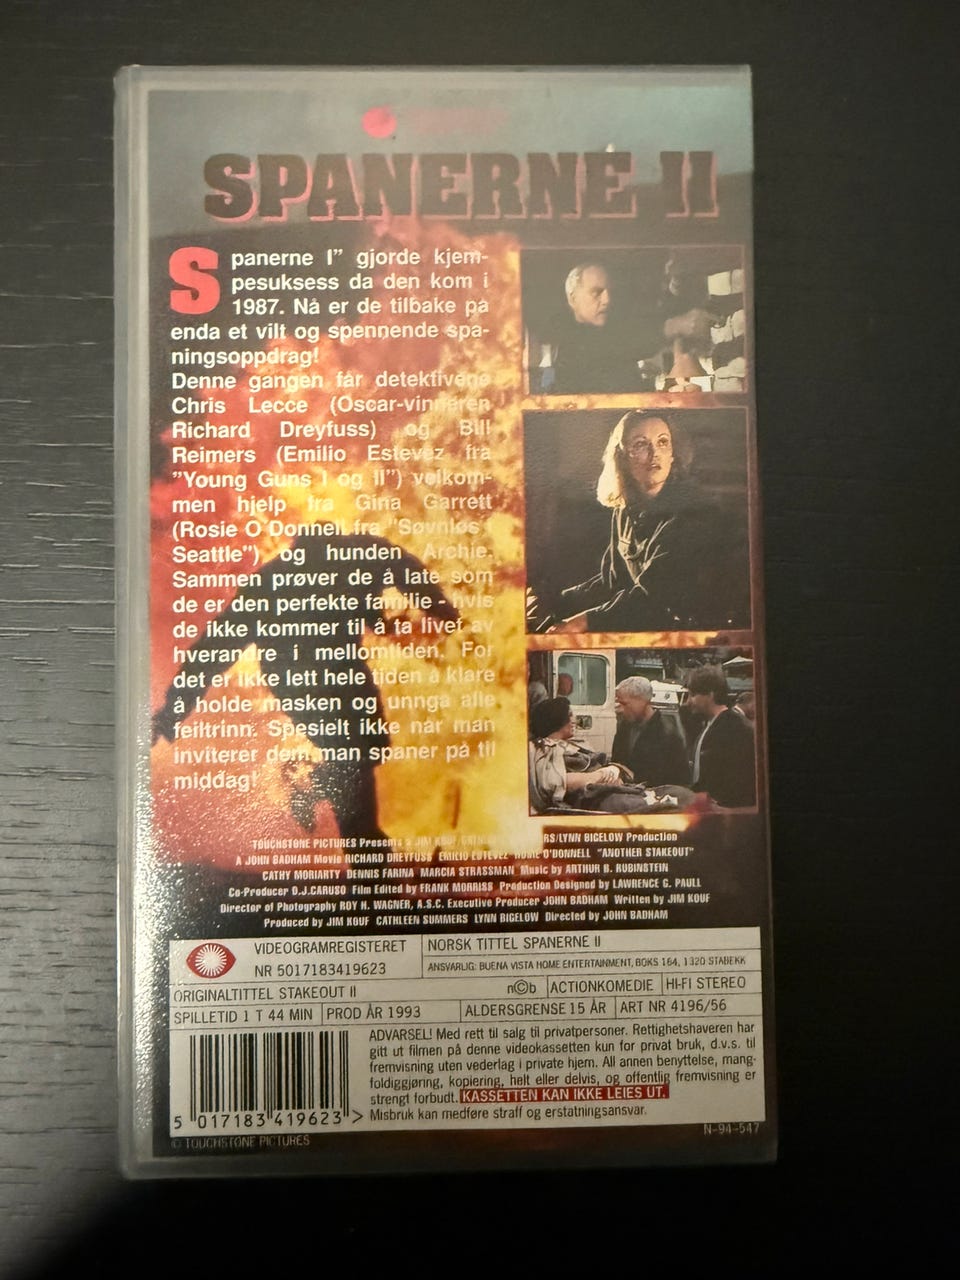 SPANERNE II
Spanerne I" gjorde kjem-
pesuksess da den kom i
1987. Nå er de tilbake på
enda et vilt og spennende spa-
ningsoppdrag!
Denne gangen får detektivene
Chris Lecce (Oscar-vinneren
Richard Dreyfuss) og Bill
Reimers (Emilio Estevez fra
"Young Guns I og II") velkom-
men hjelp fra Gina Garrett
(Rosie O Donnell fra "Søvnløs i
Seattle") og hunden Archie.
Sammen prøver de å late som
de er den perfekte familie - hvis
de ikke kommer til å ta livet av
hverandre i mellomtiden. For
det er ikke lett hele tiden å klare
å holde masken og unngå alle
feiltrinn. Spesielt ikke når man
inviterer dem man spaner på til
middag!
TOUCHSTONE PICTURES Presents a JIM KOUF/ ERS/LYNN BIGELOW Production
A JOHN BADHAM Movie RICHARD DREYFUSS EMILIO ESTEVEZ ROSIE O'DONNELL "ANOTHER STAKEOUT"
CATHY MORIARTY DENNIS FARINA MARCIA STRASSMAN Music by ARTHUR B. RUBINSTEIN
Co-Producer D.J.CARUSO Film Edited by FRANK MORRISS Production Designed by LAWRENCE G. PAULL
Director of Photography ROY H. WAGNER, A.S.C. Executive Producer JOHN BADHAM Written by JIM KOUF
Produced by JIM KOUF CATHLEEN SUMMERS LYNN BIGELOW Directed by JOHN BADHAM
VIDEOGRAMREGISTERET
NR 5017183419623
NORSK TITTEL SPANERNE II
ANSVARLIG: BUENA VISTA HOME ENTERTAINMENT, BOKS 164, 1320 STABEKK
ORIGINALTITTEL STAKEOUT II n©b ACTIONKOMEDIE HI-FI STEREO
SPILLETID 1 T 44 MIN PROD ÅR 1993 ALDERSGRENSE 15 ÅR ART NR 4196/56
ADVARSEL! Med rett til salg til privatpersoner. Rettighetshaveren har
gitt ut filmen på denne videokassetten kun for privat bruk, d.v.s. til
fremvisning uten vederlag i private hjem. All annen benyttelse, mang-
foldiggjøring, kopiering, helt eller delvis, og offentlig fremvisning er
strengt forbudt. KASSETTEN KAN IKKE LEIES UT.
Misbruk kan medføre straff og erstatningsansvar.
5 017183 419623 >
N-94-547
© TOUCHSTONE PICTURES